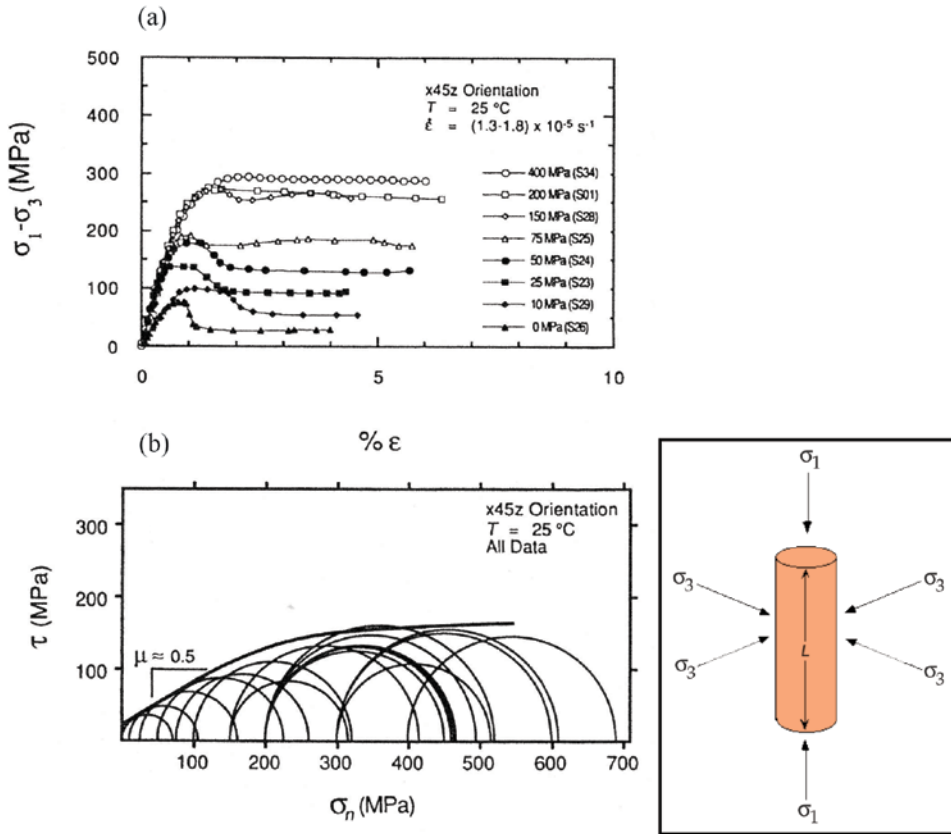 (a)
500
400
300
200
100
0
σ1-σ3 (MPa)
x45z Orientation
T = 25 °C
ε̇ = (1.3-1.8) x 10-5 s-1
400 MPa (S34)
200 MPa (S01)
150 MPa (S28)
75 MPa (S25)
50 MPa (S24)
25 MPa (S23)
10 MPa (S29)
0 MPa (S26)
0 5 10
% ε
(b)
300
200
100
τ (MPa)
x45z Orientation
T = 25 °C
All Data
μ ≈ 0.5
100 200 300 400 500 600 700
σn (MPa)
σ1
σ3 σ3
L
σ3 σ3
σ1